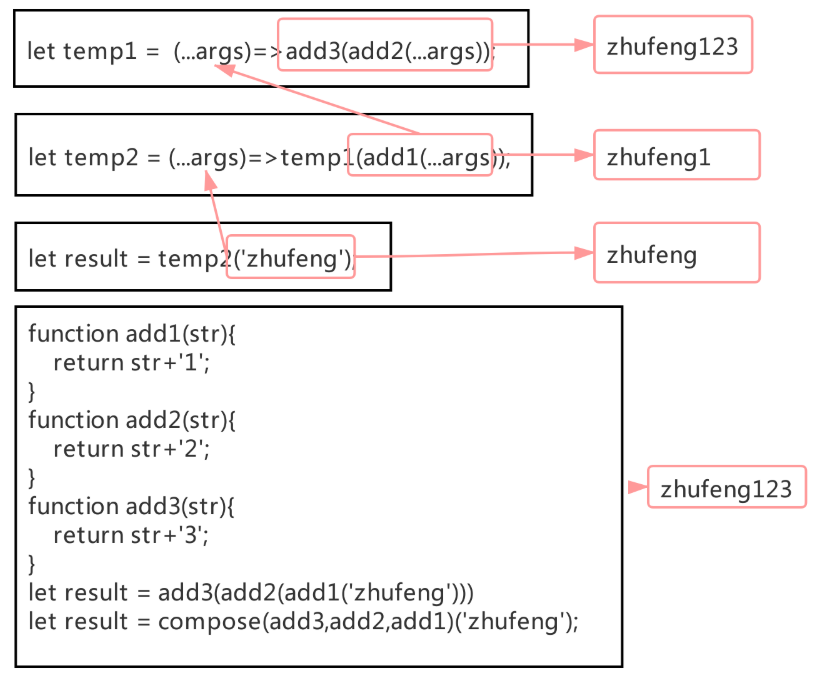 let temp1 = (...args)=>add3(add2(...args));
zhufeng123
let temp2 = (...args)=>temp1(add1(...args));
zhufeng1
let result = temp2('zhufeng');
zhufeng
function add1(str){
    return str+'1';
}
function add2(str){
    return str+'2';
}
function add3(str){
    return str+'3';
}
let result = add3(add2(add1('zhufeng')))
let result = compose(add3,add2,add1)('zhufeng');
zhufeng123